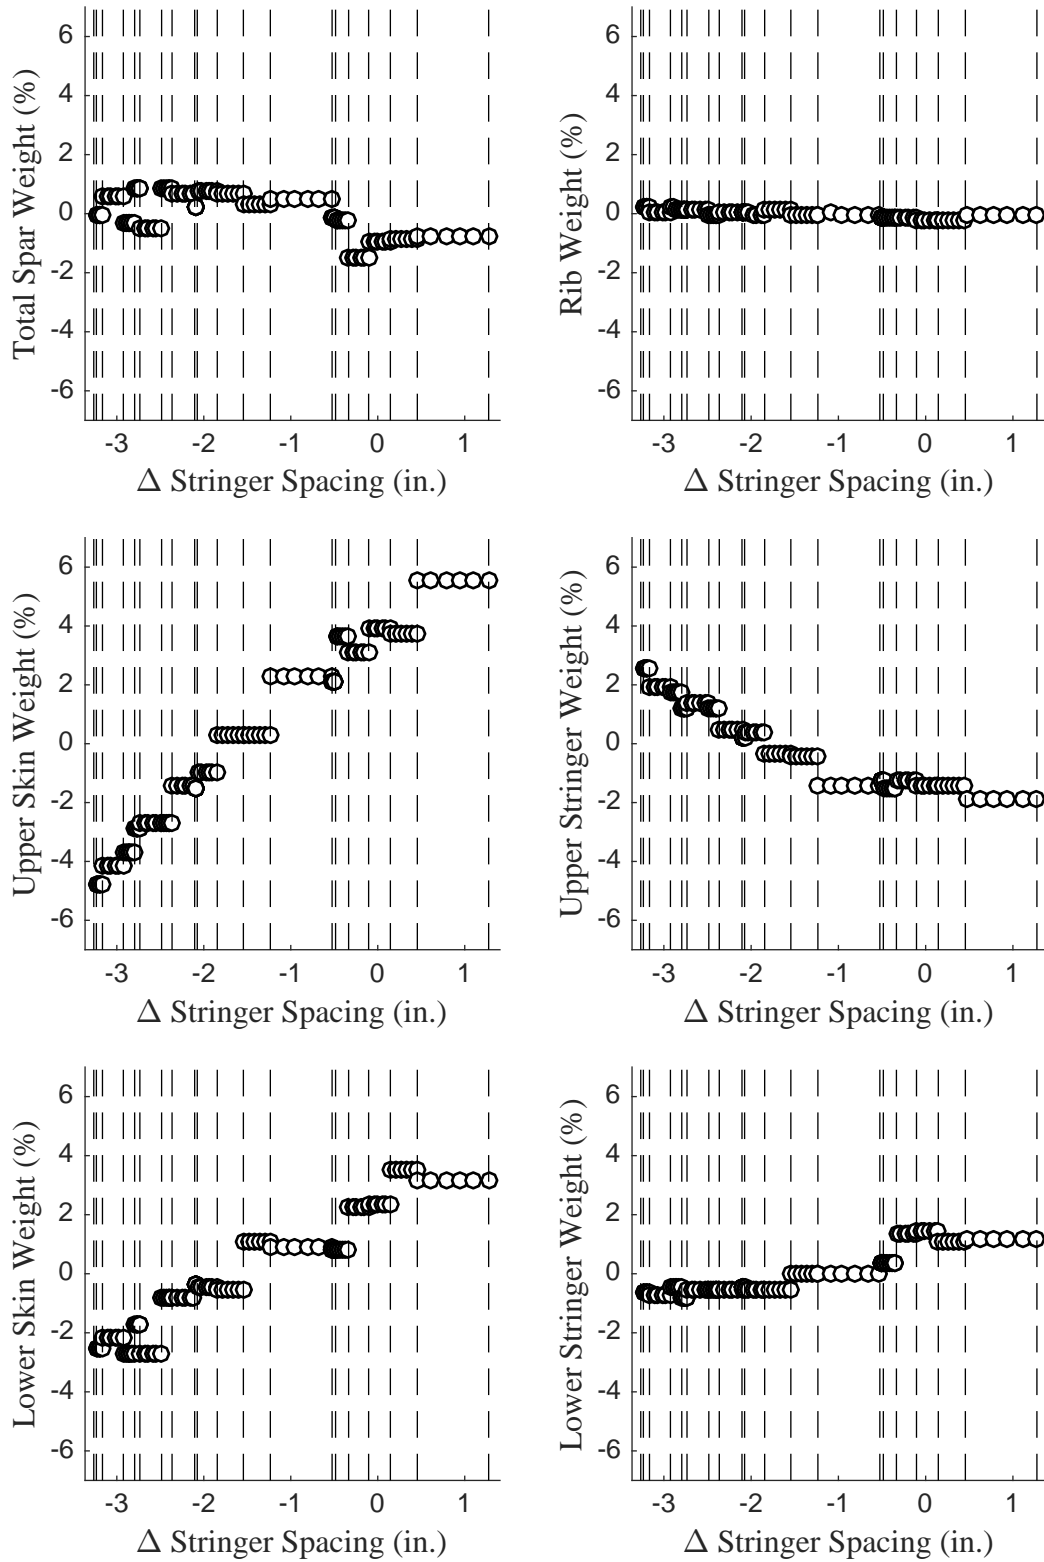 Total Spar Weight (%)
6
4
2
0
-2
-4
-6
-3 -2 -1 0 1
Δ Stringer Spacing (in.)
Rib Weight (%)
6
4
2
0
-2
-4
-6
-3 -2 -1 0 1
Δ Stringer Spacing (in.)
Upper Skin Weight (%)
6
4
2
0
-2
-4
-6
-3 -2 -1 0 1
Δ Stringer Spacing (in.)
Upper Stringer Weight (%)
6
4
2
0
-2
-4
-6
-3 -2 -1 0 1
Δ Stringer Spacing (in.)
Lower Skin Weight (%)
6
4
2
0
-2
-4
-6
-3 -2 -1 0 1
Δ Stringer Spacing (in.)
Lower Stringer Weight (%)
6
4
2
0
-2
-4
-6
-3 -2 -1 0 1
Δ Stringer Spacing (in.)